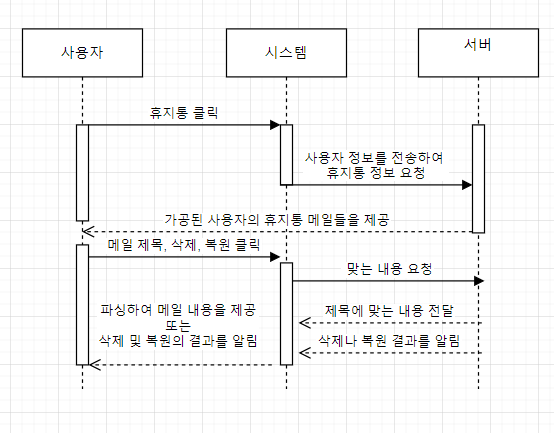 사용자
시스템
서버
휴지통 클릭
사용자 정보를 전송하여
휴지통 정보 요청
가공된 사용자의 휴지통 메일들을 제공
메일 제목, 삭제, 복원 클릭
맞는 내용 요청
파싱하여 메일 내용을 제공
또는
삭제 및 복원의 결과를 알림
제목에 맞는 내용 전달
삭제나 복원 결과를 알림